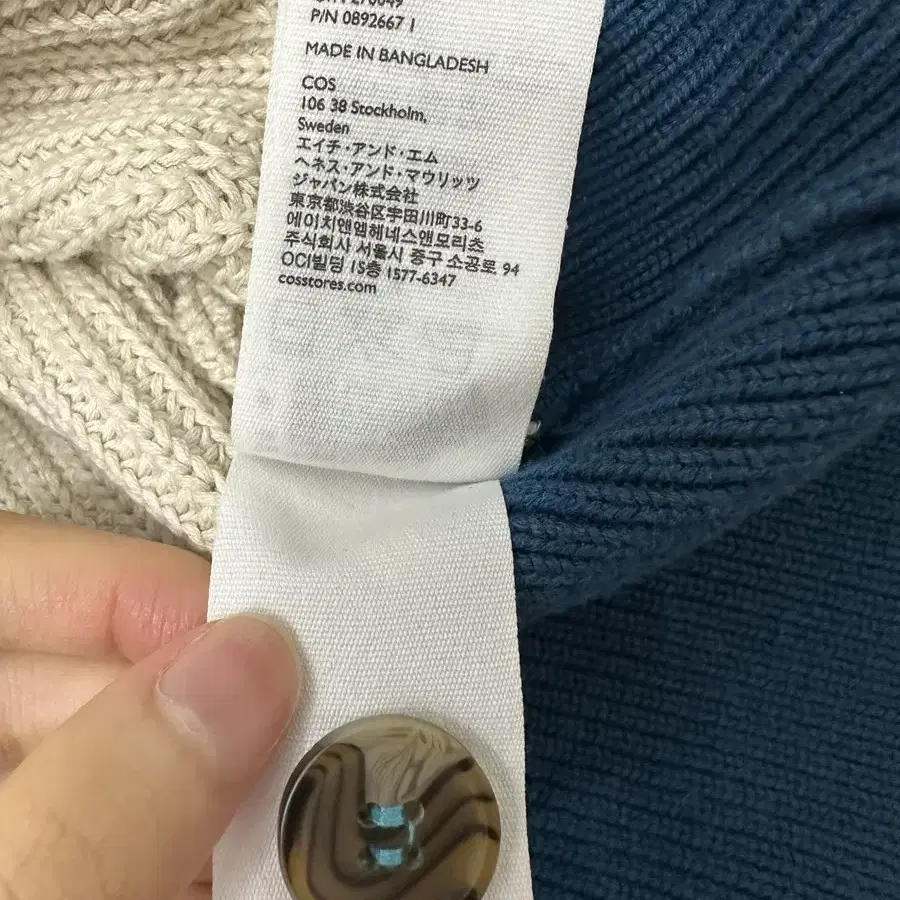 P/N 0892667 1
MADE IN BANGLADESH
COS
106 38 Stockholm,
Sweden
エイチ・アンド・エム
ヘネス・アンド・マウリッツ
ジャパン株式会社
東京都渋谷区宇田川町33-6
에이치앤엠헤네스앤모리츠
주식회사 서울시 중구 소공로 94
OCI빌딩 15층 1577-6347
cosstores.com